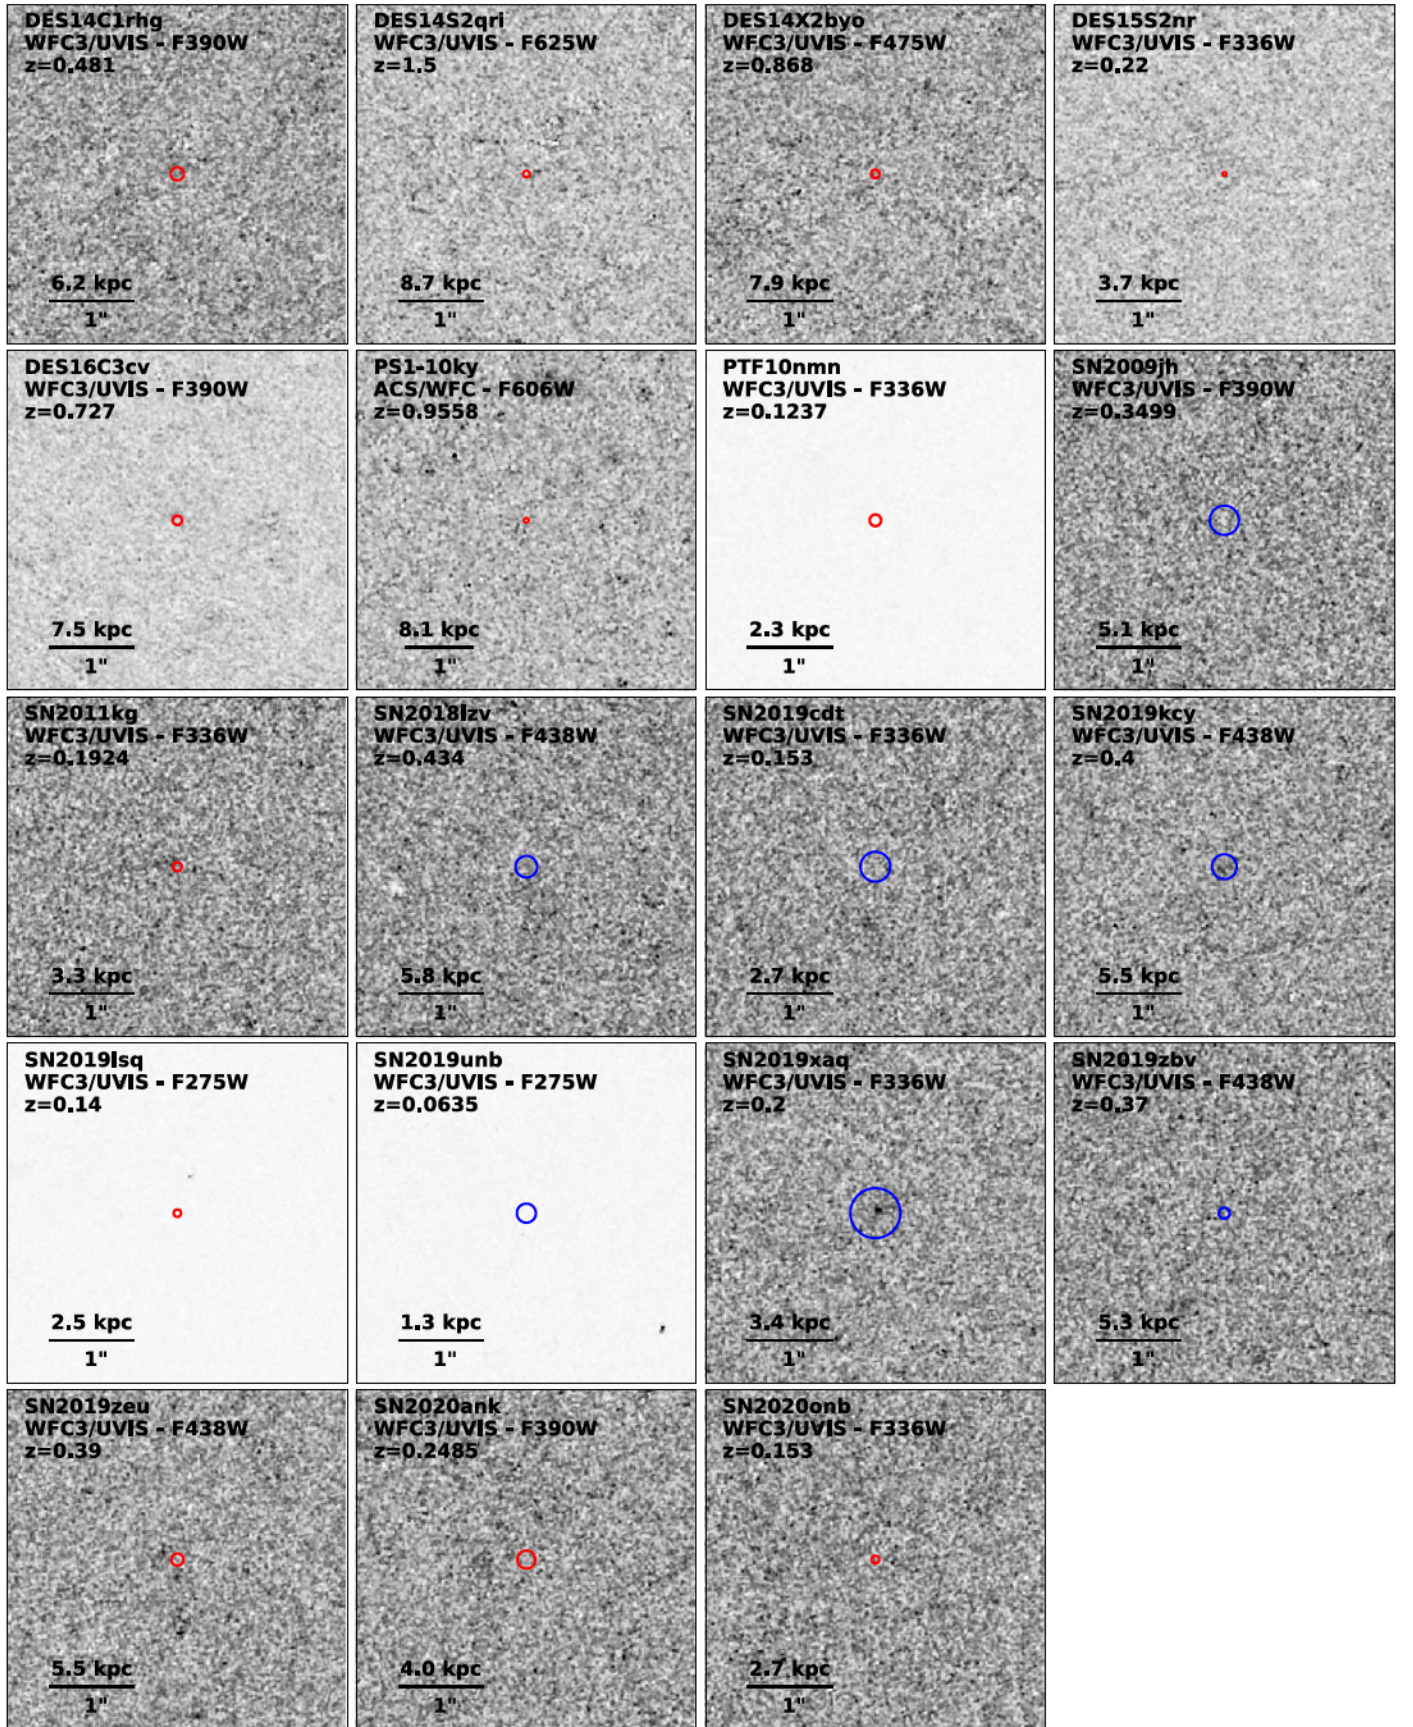 DES14C1rhg
WFC3/UVIS - F390W
z=0.481
6.2 kpc
1"
DES14S2qri
WFC3/UVIS - F625W
z=1.5
8.7 kpc
1"
DES14X2byo
WFC3/UVIS - F475W
z=0.868
7.9 kpc
1"
DES15S2nr
WFC3/UVIS - F336W
z=0.22
3.7 kpc
1"
DES16C3cv
WFC3/UVIS - F390W
z=0.727
7.5 kpc
1"
PS1-10ky
ACS/WFC - F606W
z=0.9558
8.1 kpc
1"
PTF10nmn
WFC3/UVIS - F336W
z=0.1237
2.3 kpc
1"
SN2009jh
WFC3/UVIS - F390W
z=0.3499
5.1 kpc
1"
SN2011kg
WFC3/UVIS - F336W
z=0.1924
3.3 kpc
1"
SN2018lzv
WFC3/UVIS - F438W
z=0.434
5.8 kpc
1"
SN2019cdt
WFC3/UVIS - F336W
z=0.153
2.7 kpc
1"
SN2019kcy
WFC3/UVIS - F438W
z=0.4
5.5 kpc
1"
SN2019lsq
WFC3/UVIS - F275W
z=0.14
2.5 kpc
1"
SN2019unb
WFC3/UVIS - F275W
z=0.0635
1.3 kpc
1"
SN2019xaq
WFC3/UVIS - F336W
z=0.2
3.4 kpc
1"
SN2019zbv
WFC3/UVIS - F438W
z=0.37
5.3 kpc
1"
SN2019zeu
WFC3/UVIS - F438W
z=0.39
5.5 kpc
1"
SN2020ank
WFC3/UVIS - F390W
z=0.2485
4.0 kpc
1"
SN2020onb
WFC3/UVIS - F336W
z=0.153
2.7 kpc
1"